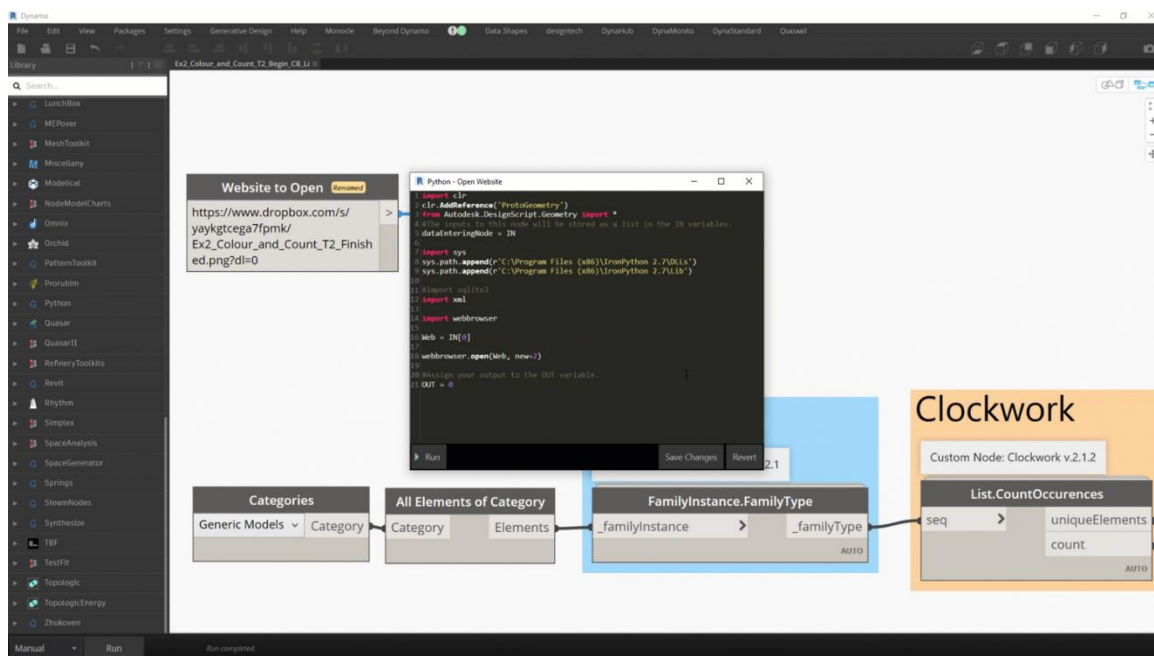 Dynamo
File Edit View Packages Settings Generative Design Help Monocle Beyond Dynamo Data Shapes designtech DynaHub DynaMonito DynaStandard
Library
Ex2_Colour_and_Count_T2_Begin_CB_Li
Search...
LunchBox
MEPover
MeshToolkit
Miscellany
Modelical
NodeModelCharts
Omnix
Orchid
PatternToolkit
Prorubim
Python
Quasar
QuasarII
RefineryToolkits
Revit
Rhythm
Simplex
SpaceAnalysis
SpaceGenerator
Springs
SteamNodes
Synthesize
TBF
TestFit
Topologic
TopologicEnergy
Zhukoven
Manual Run Run completed.
Website to Open Renamed
https://www.dropbox.com/s/
yaykgtcega7fpmk/
Ex2_Colour_and_Count_T2_Finish
ed.png?dl=0
>
Python - Open Website
1 import clr
2 clr.AddReference('ProtoGeometry')
3 from Autodesk.DesignScript.Geometry import *
4 #The inputs to this node will be stored as a list in the IN variables.
5 dataEnteringNode = IN
6
7 import sys
8 sys.path.append(r'C:\Program Files (x86)\IronPython 2.7\DLLs')
9 sys.path.append(r'C:\Program Files (x86)\IronPython 2.7\Lib')
10
11 #import sqlite3
12 import xml
13
14 import webbrowser
15
16 Web = IN[0]
17
18 webbrowser.open(Web, new=2)
19
20 #Assign your output to the OUT variable.
21 OUT = 0
Run Save Changes Revert
2.1
Categories
Generic Models Category
All Elements of Category
Category Elements
FamilyInstance.FamilyType
_familyInstance > _familyType
AUTO
Clockwork
Custom Node: Clockwork v.2.1.2
List.CountOccurences
seq > uniqueElements
count
AUTO